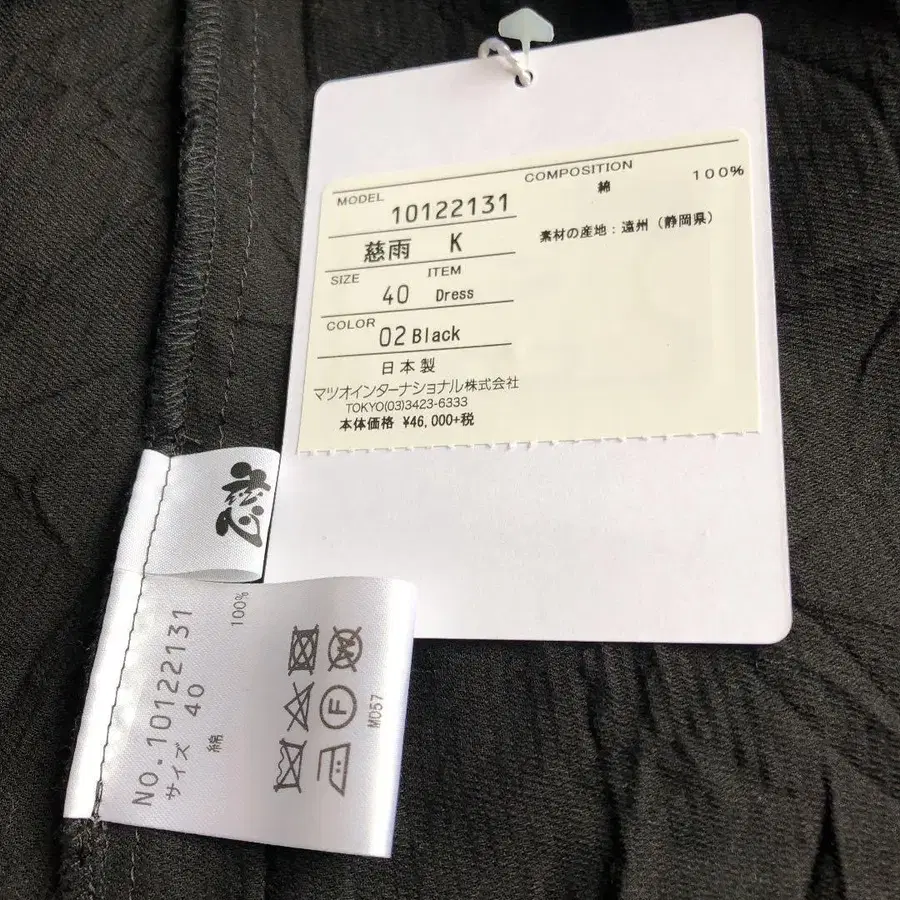 MODEL
10122131
慈雨 K
SIZE
ITEM
40 Dress
COLOR
02 Black
日本製
マツオインターナショナル株式会社
TOKYO(03)3423-6333
本体価格 ¥46,000+税
COMPOSITION
綿 100%
素材の産地:遠州(静岡県)
NO.10122131
サイズ 40
綿 100%
F
W
M057